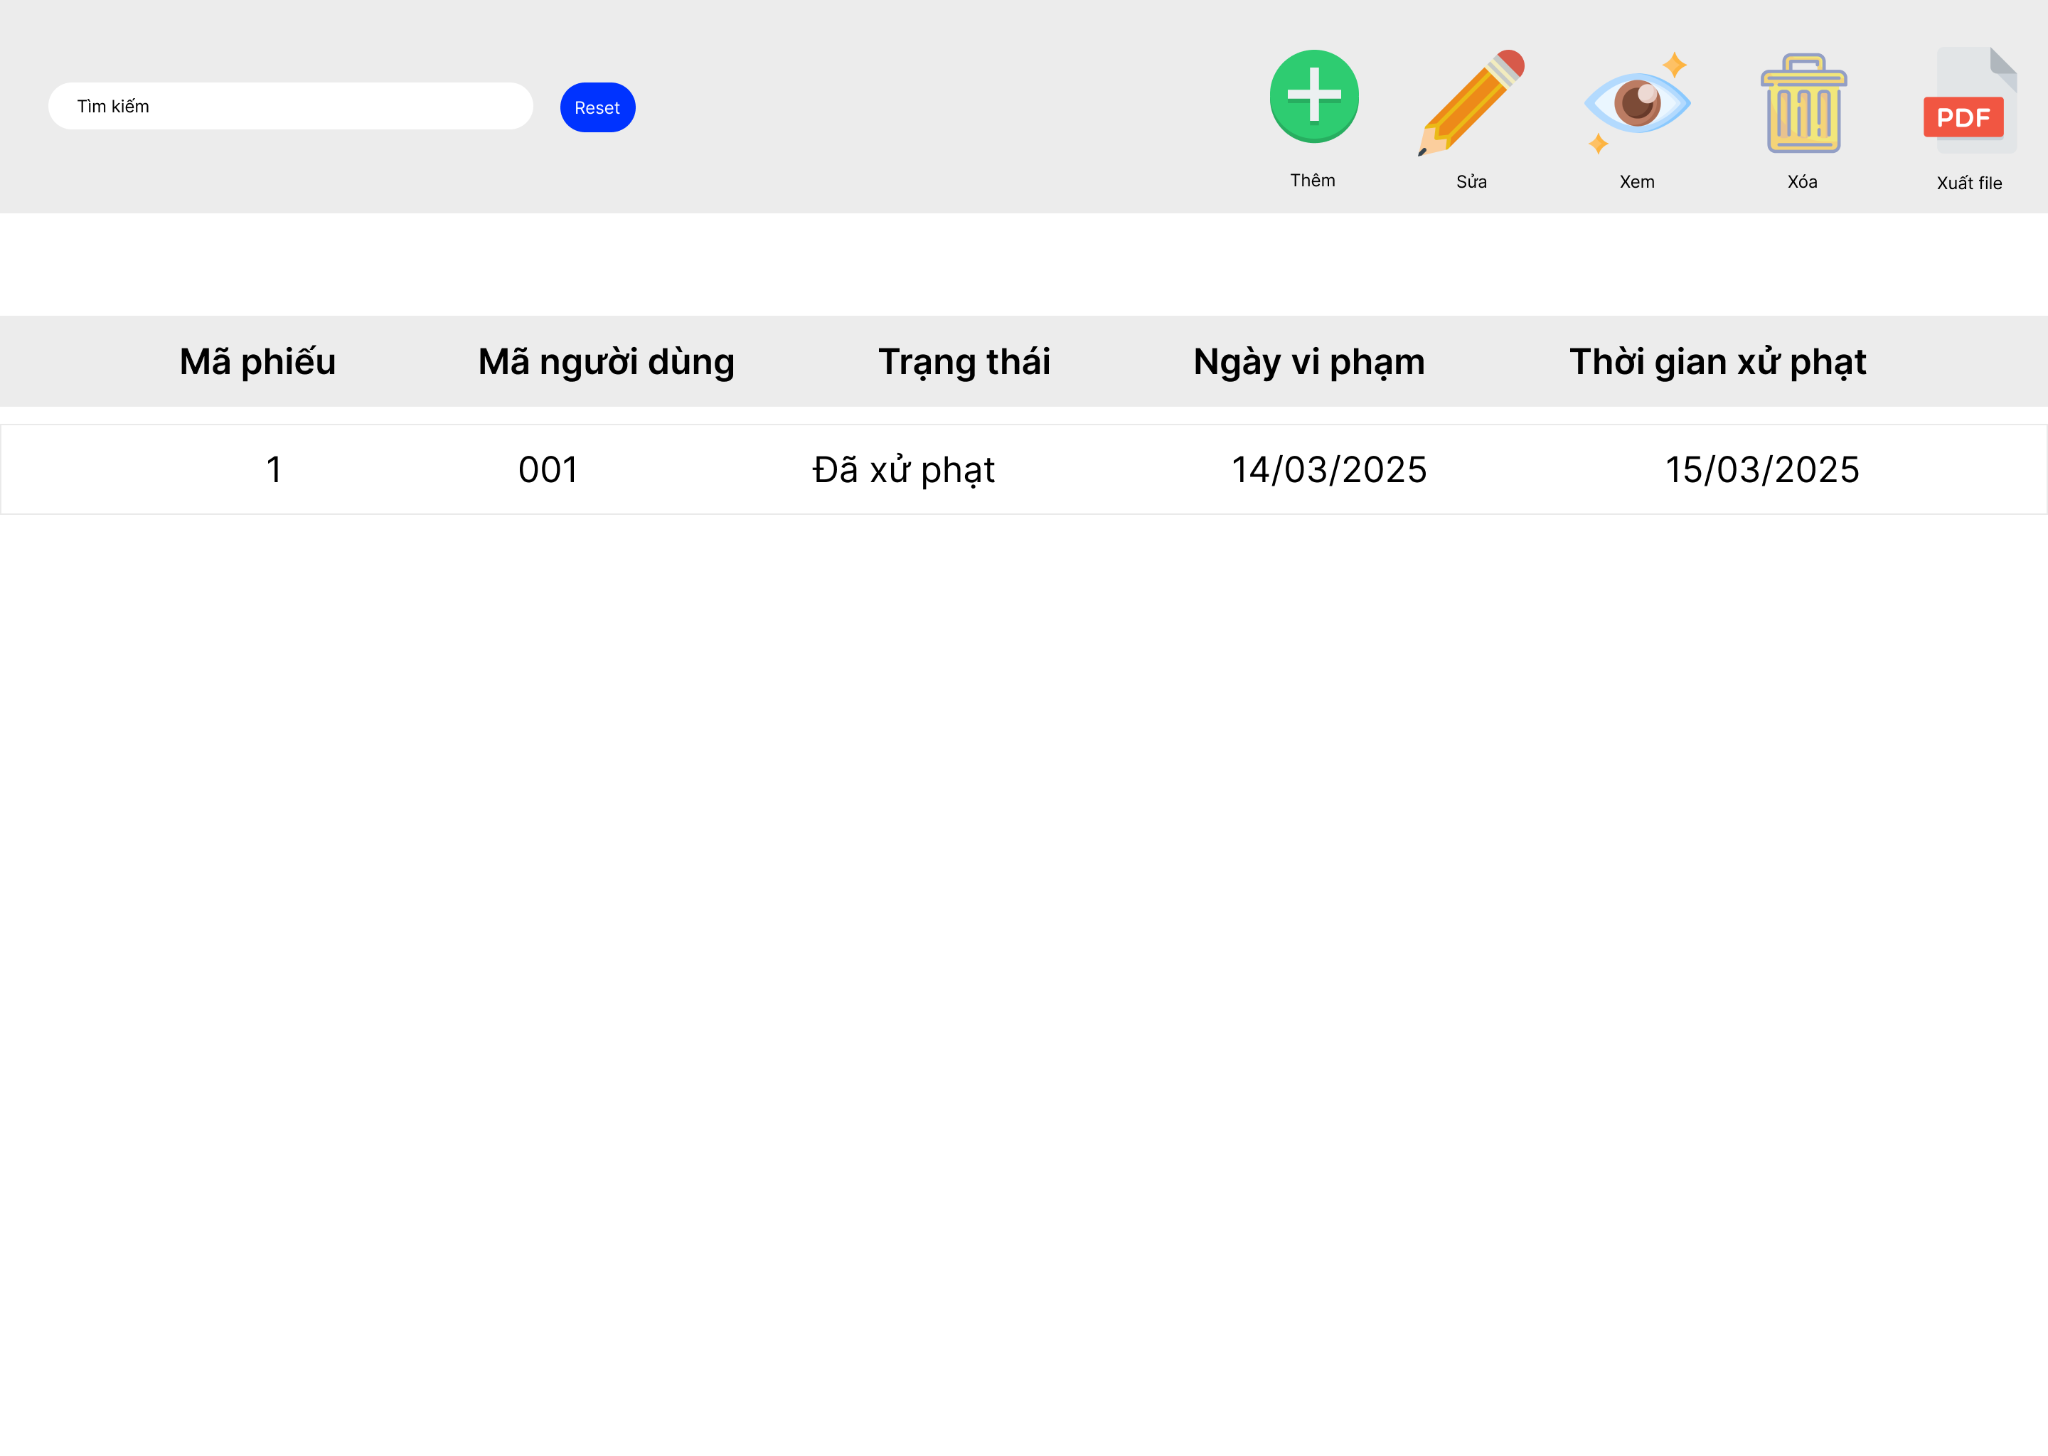 Tìm kiếm
Reset
Thêm
Sửa
Xem
Xóa
PDF
Xuất file
Mã phiếu Mã người dùng Trạng thái Ngày vi phạm Thời gian xử phạt
1 001 Đã xử phạt 14/03/2025 15/03/2025